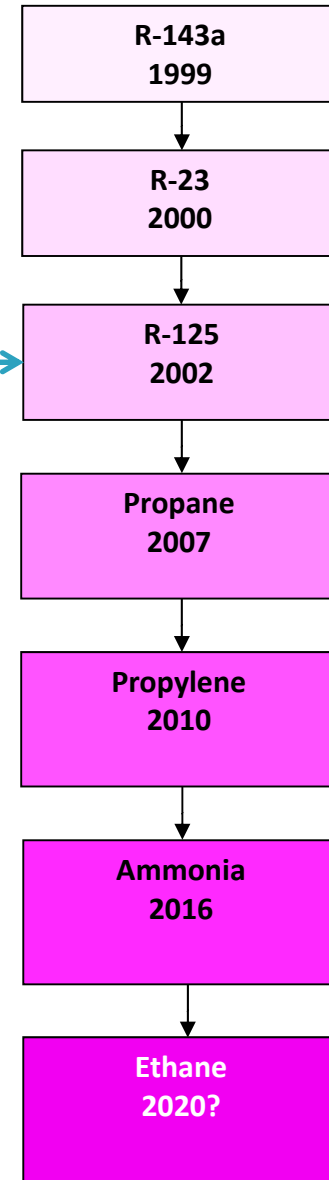 R-143a
1999
R-23
2000
R-125
2002
Propane
2007
Propylene
2010
Ammonia
2016
Ethane
2020?